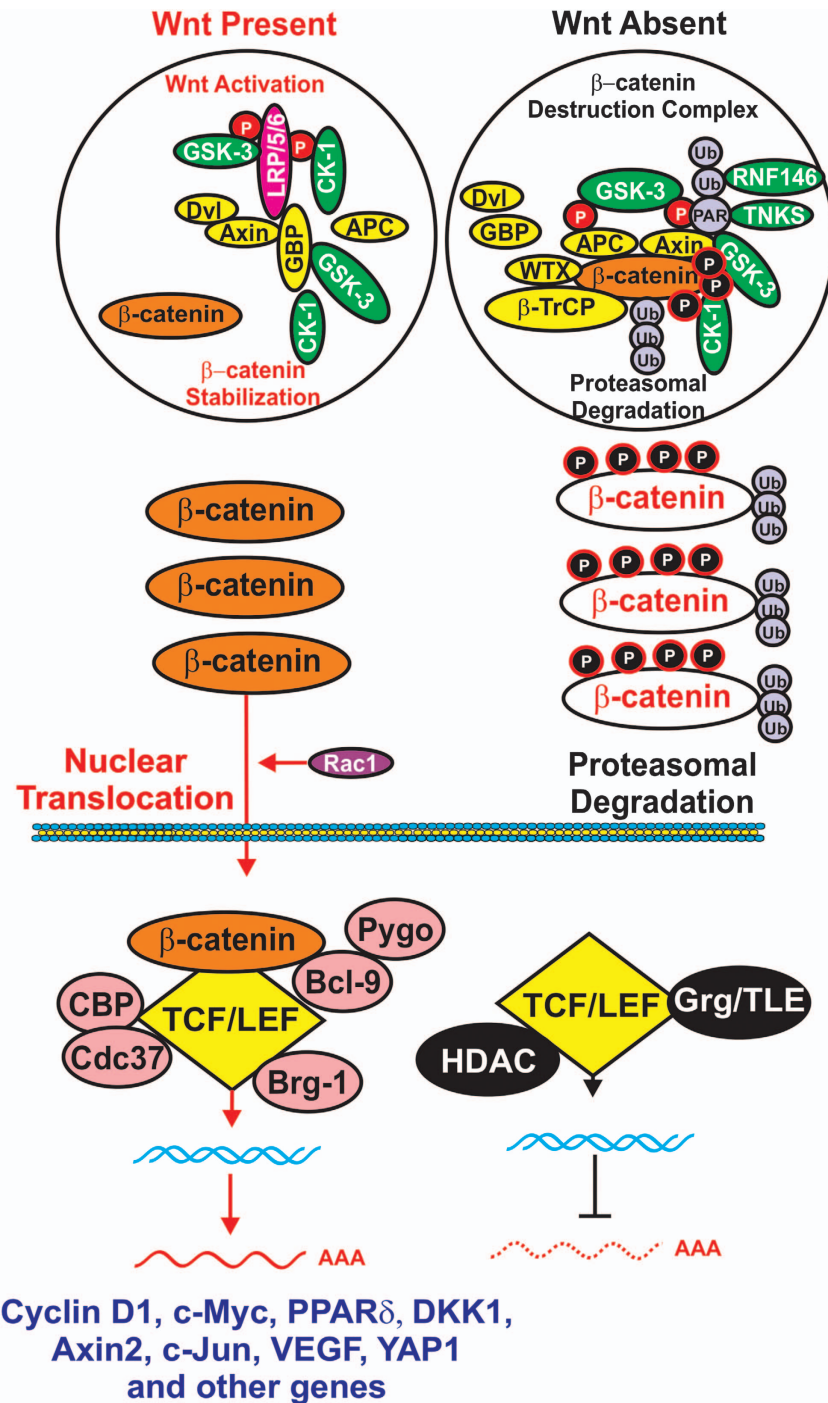 Wnt Present
Wnt Activation
P
GSK-3
LRP/5/6
P
CK-1
Dvl
Axin
GBP
APC
GSK-3
β-catenin
CK-1
β–catenin
Stabilization
Wnt Absent
β–catenin
Destruction Complex
Ub
Ub
RNF146
GSK-3
Dvl
P
P
PAR
TNKS
GBP
APC
Axin
WTX
β-catenin
P
P
P
GSK-3
β-TrCP
Ub
Ub
Ub
CK-1
Proteasomal
Degradation
β-catenin
β-catenin
β-catenin
P P P P
β-catenin
Ub
Ub
Ub
P P P P
β-catenin
Ub
Ub
Ub
P P P P
β-catenin
Ub
Ub
Ub
Nuclear
Translocation
Rac1
Proteasomal
Degradation
β-catenin
Pygo
Bcl-9
CBP
TCF/LEF
Cdc37
Brg-1
TCF/LEF
Grg/TLE
HDAC
AAA
AAA
Cyclin D1, c-Myc, PPARδ, DKK1,
Axin2, c-Jun, VEGF, YAP1
and other genes